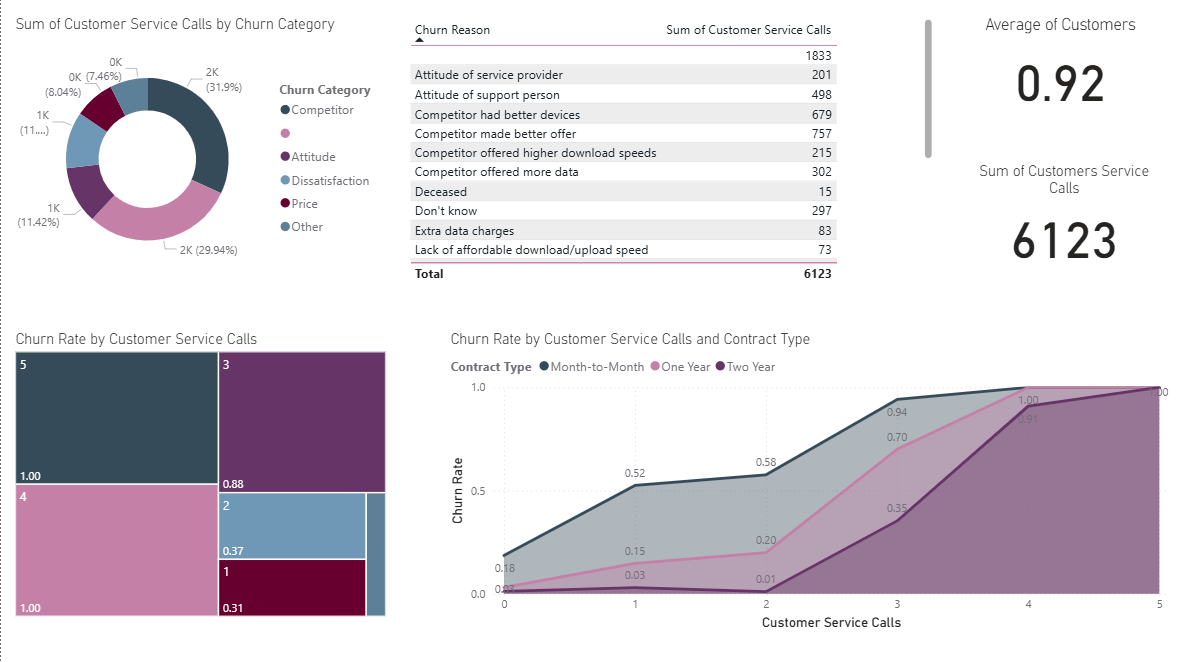 Sum of Customer Service Calls by Churn Category
2K
(31.9%)
2K (29.94%)
1K
(11.42%)
1K
(11....)
0K
(8.04%)
0K
(7.46%)
Churn Category
Competitor
Attitude
Dissatisfaction
Price
Other
Churn Reason Sum of Customer Service Calls
1833
Attitude of service provider 201
Attitude of support person 498
Competitor had better devices 679
Competitor made better offer 757
Competitor offered higher download speeds 215
Competitor offered more data 302
Deceased 15
Don't know 297
Extra data charges 83
Lack of affordable download/upload speed 73
Total 6123
Average of Customers
0.92
Sum of Customers Service
Calls
6123
Churn Rate by Customer Service Calls
5
1.00
4
1.00
3
0.88
2
0.37
1
0.31
Churn Rate by Customer Service Calls and Contract Type
Contract Type Month-to-Month One Year Two Year
Churn Rate
1.0
0.5
0.0
0.18
0.52
0.58
0.94
1.00
1.00
0.15
0.20
0.70
0.03
0.01
0.35
0.91
0 1 2 3 4 5
Customer Service Calls